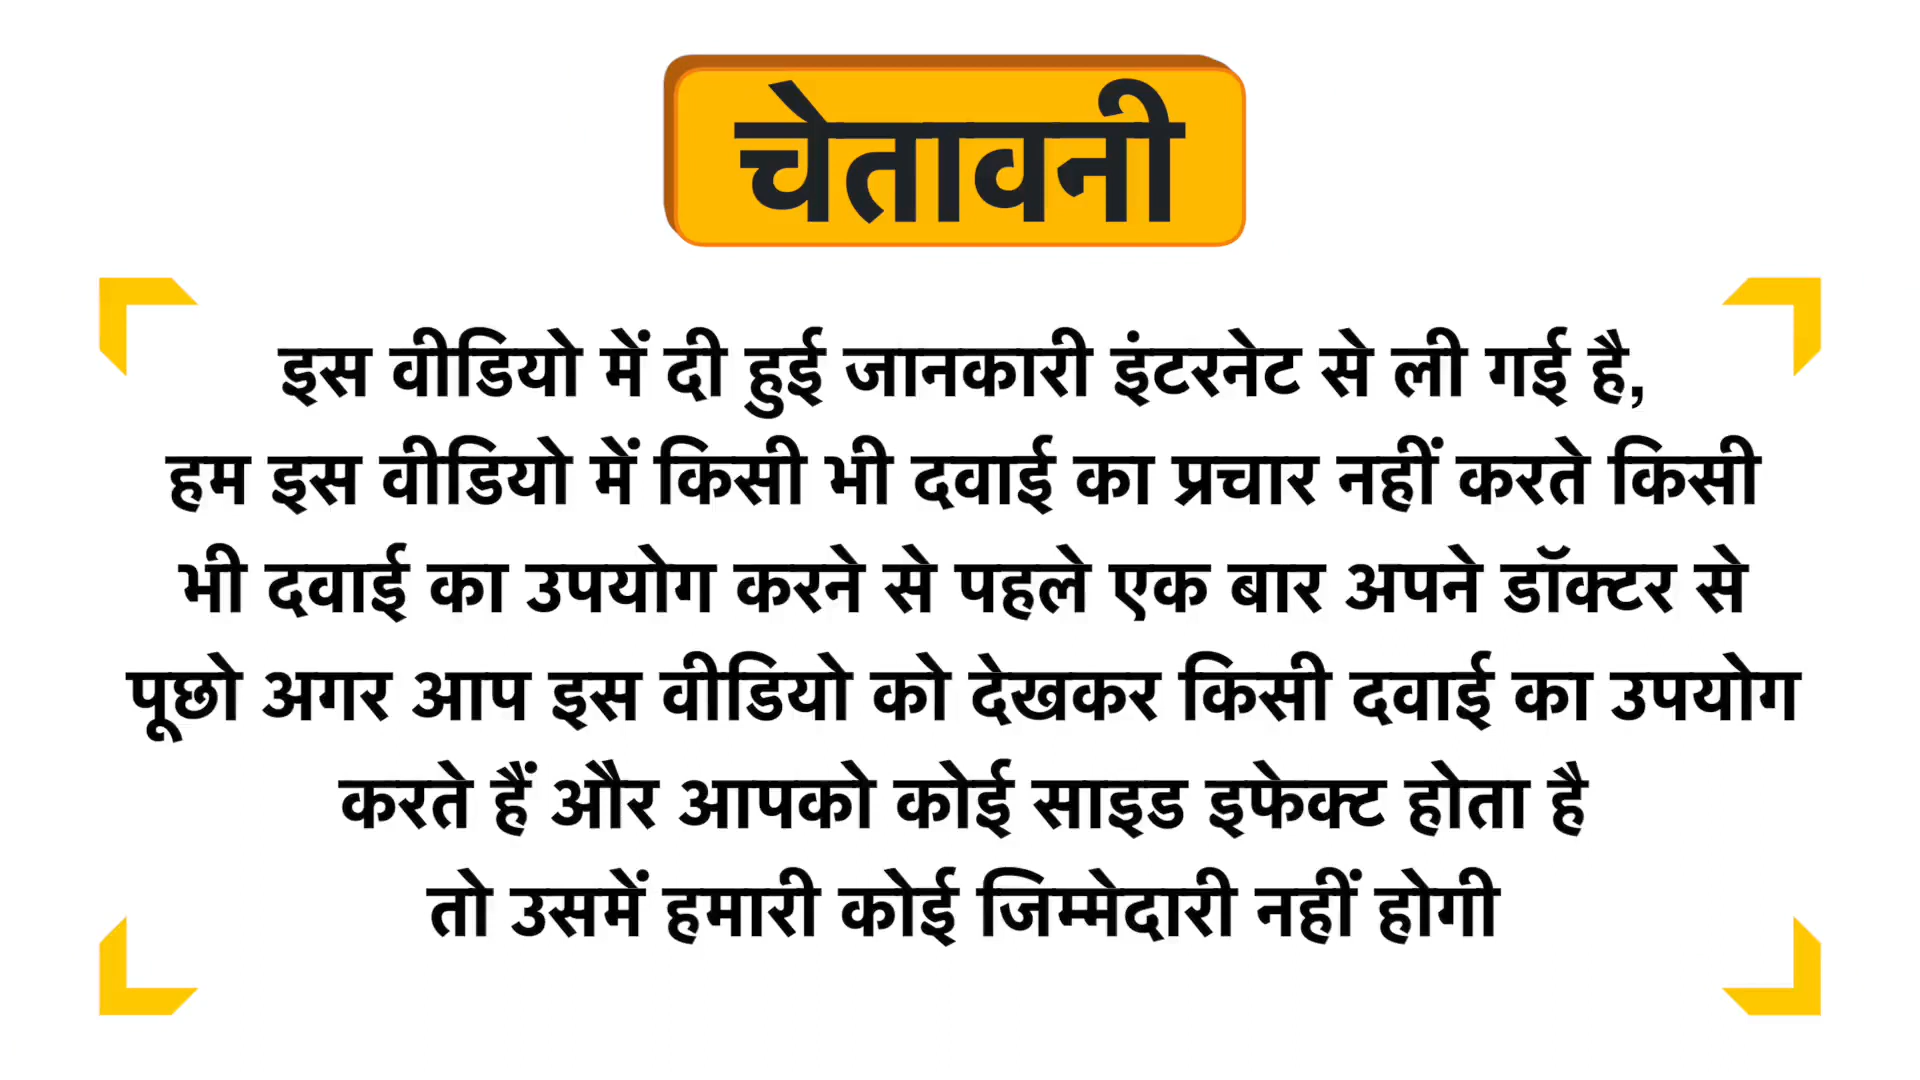 चेतावनी
इस वीडियो में दी हुई जानकारी इंटरनेट से ली गई है,
हम इस वीडियो में किसी भी दवाई का प्रचार नहीं करते किसी
भी दवाई का उपयोग करने से पहले एक बार अपने डॉक्टर से
पूछो अगर आप इस वीडियो को देखकर किसी दवाई का उपयोग
करते हैं और आपको कोई साइड इफेक्ट होता है
तो उसमें हमारी कोई जिम्मेदारी नहीं होगी